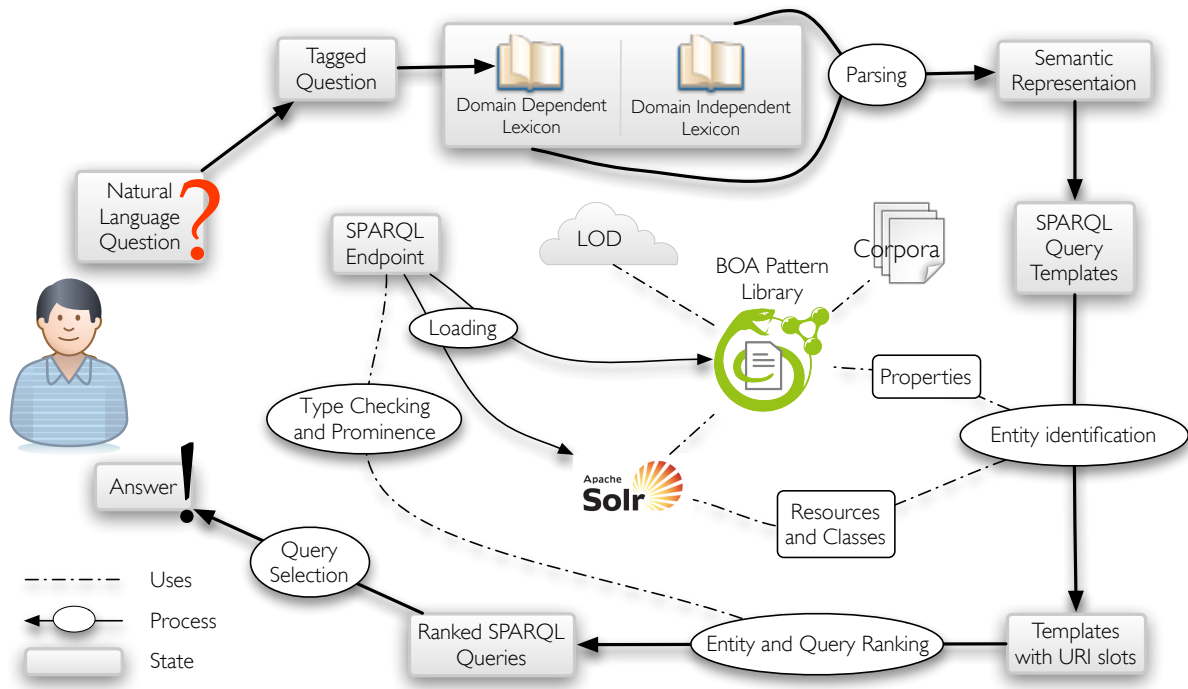 Tagged
Question
Domain Dependent
Lexicon
Domain Independent
Lexicon
Parsing
Semantic
Representaion
Natural
Language
Question
?
SPARQL
Endpoint
LOD
BOA Pattern
Library
Corpora
SPARQL
Query
Templates
Loading
Properties
Type Checking
and Prominence
Entity identification
Apache
Solr
Resources
and Classes
Answer
!
Query
Selection
Uses
Process
State
Ranked SPARQL
Queries
Entity and Query Ranking
Templates
with URI slots